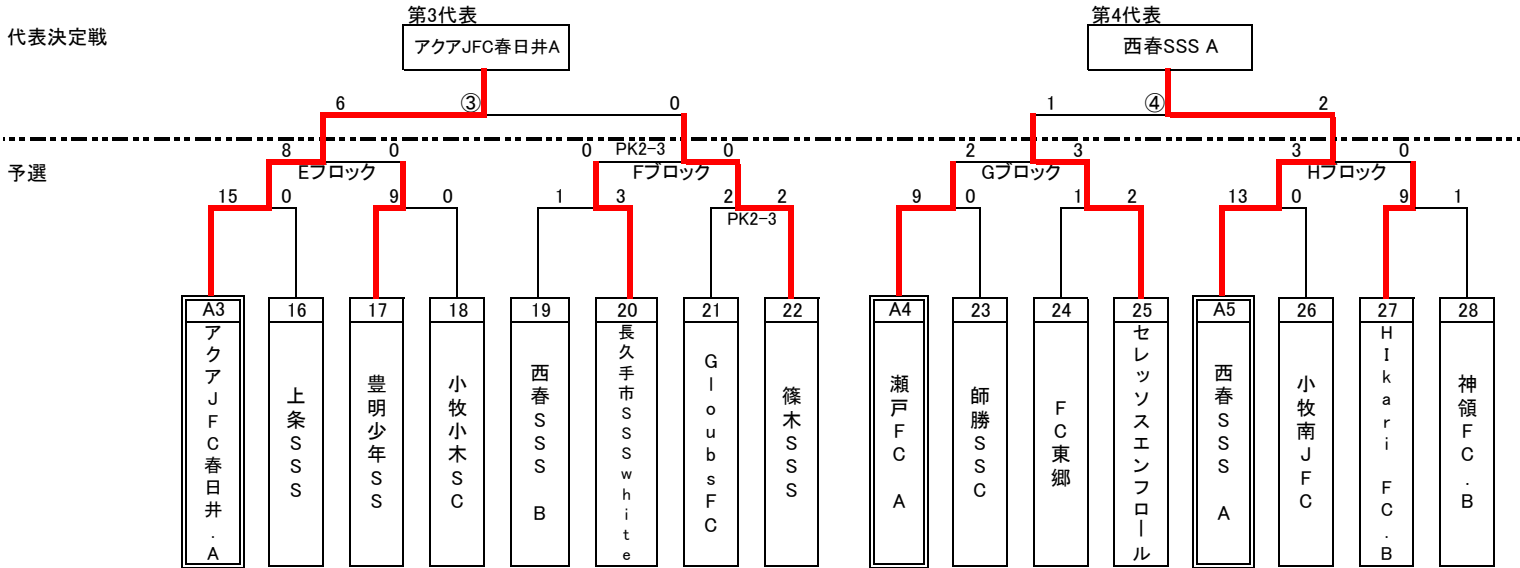 第3代表
第4代表
代表決定戦
アクアJFC春日井A
西春SSS A
6 ③ 0 1 ④ 2
8 0 0 PK2-3 0 2 3 3 0
予選
Eブロック Fブロック Gブロック Hブロック
15 0 9 0 1 3 2 2 9 0 1 2 13 0 9 1
PK2-3
A3 16 17 18 19 20 21 22 A4 23 24 25 A5 26 27 28
アクアJFC春日井.A
上条SSS
豊明少年SS
小牧小木SC
西春SSS B
長久手市SSSwhite
GloubsFC
篠木SSS
瀬戸FC A
師勝SSC
FC東郷
セレッソスエンフロール
西春SSS A
小牧南JFC
HIkari FC.B
神領FC.B